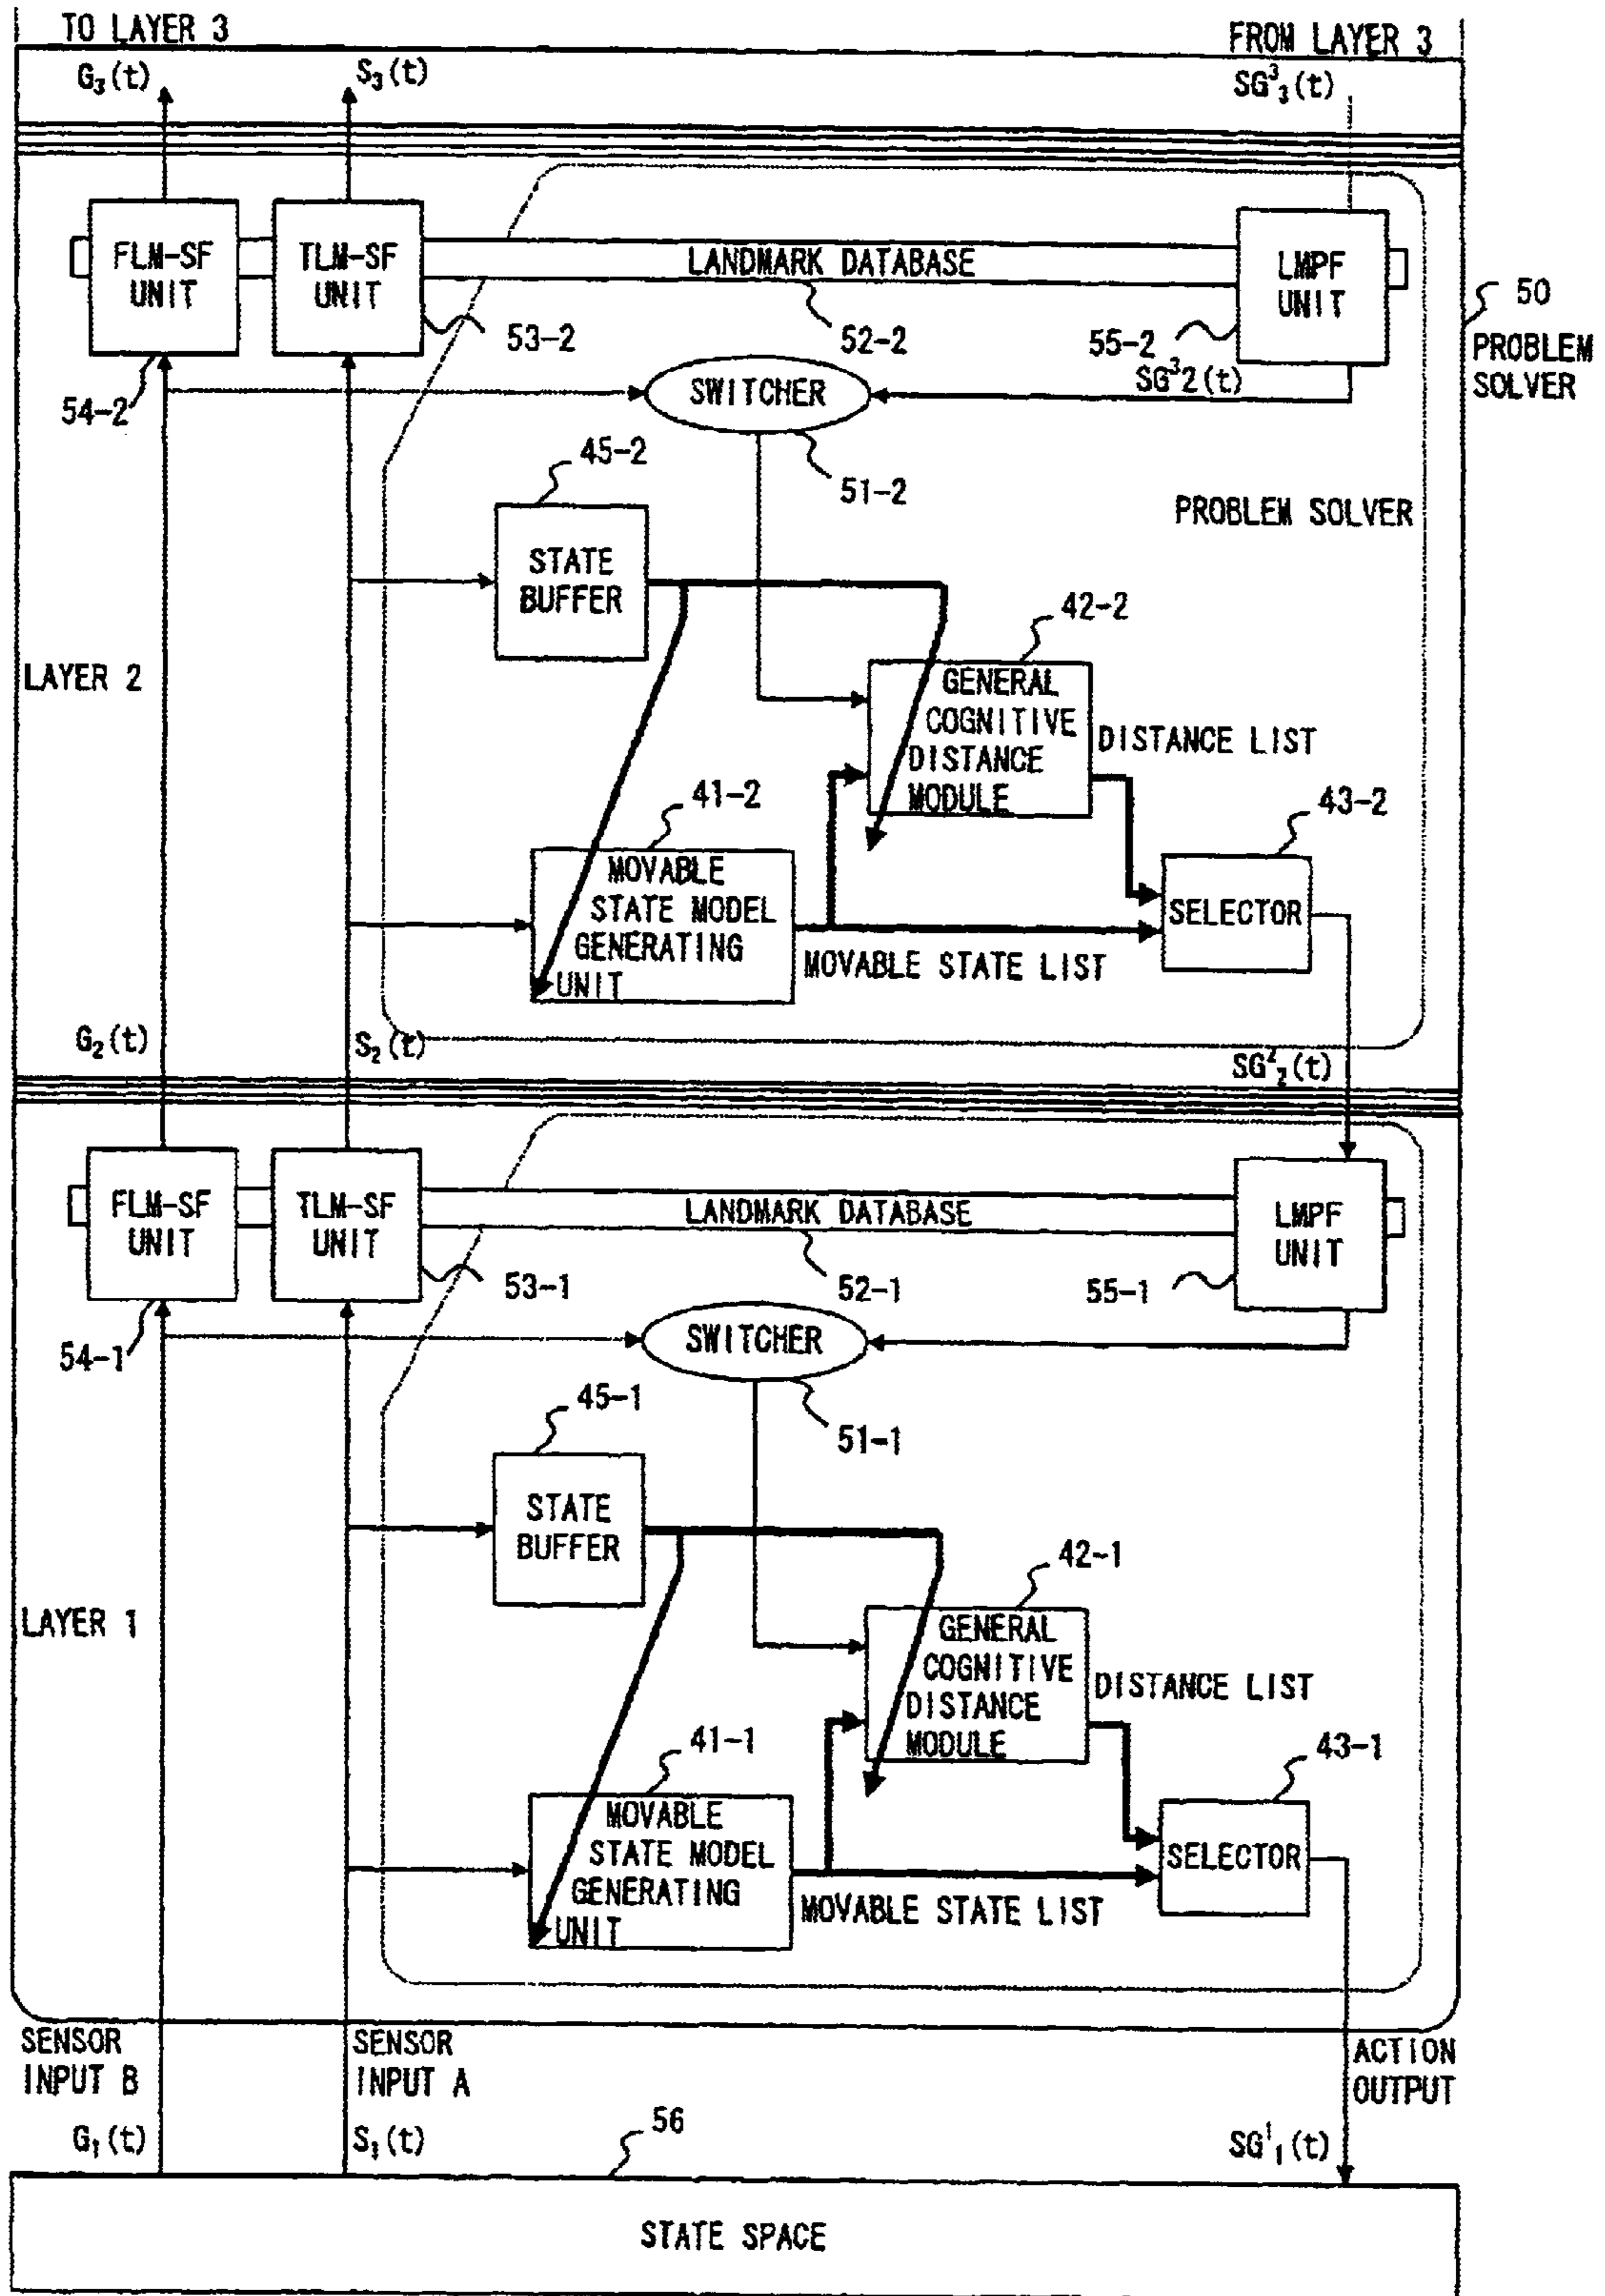 TO LAYER 3
FROM LAYER 3
G₃(t)
S₃(t)
SG³₃(t)
FLM-SF
UNIT
TLM-SF
UNIT
LANDMARK DATABASE
LMPF
UNIT
50
PROBLEM
SOLVER
53-2
52-2
55-2
SG³2(t)
54-2
SWITCHER
51-2
45-2
PROBLEM SOLVER
STATE
BUFFER
42-2
LAYER 2
GENERAL
COGNITIVE
DISTANCE
MODULE
DISTANCE LIST
41-2
43-2
MOVABLE
STATE MODEL
GENERATING
UNIT
SELECTOR
MOVABLE STATE LIST
G₂(t)
S₂(t)
SG²₂(t)
FLM-SF
UNIT
TLM-SF
UNIT
LANDMARK DATABASE
LMPF
UNIT
53-1
52-1
55-1
54-1
SWITCHER
51-1
45-1
STATE
BUFFER
42-1
LAYER 1
GENERAL
COGNITIVE
DISTANCE
MODULE
DISTANCE LIST
41-1
43-1
MOVABLE
STATE MODEL
GENERATING
UNIT
SELECTOR
MOVABLE STATE LIST
SENSOR
INPUT B
SENSOR
INPUT A
ACTION
OUTPUT
G₁(t)
S₁(t)
56
SG¹₁(t)
STATE SPACE